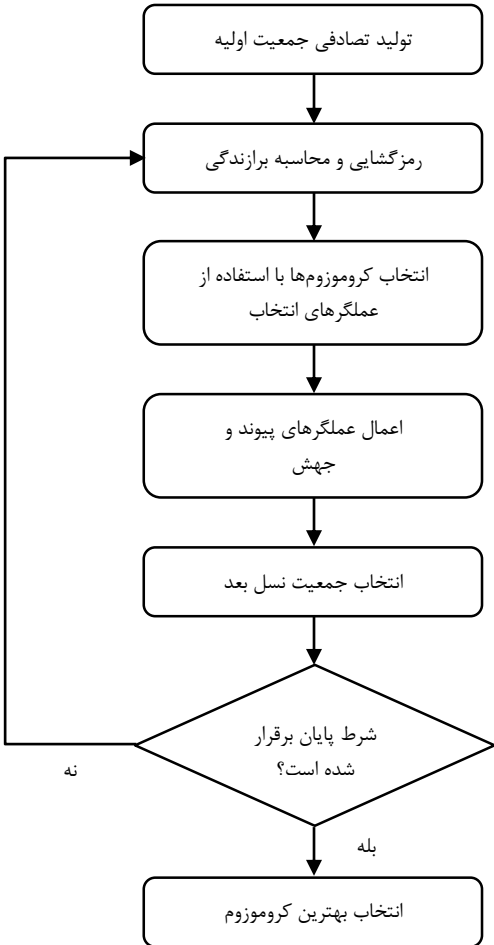 تولید تصادفی جمعیت اولیه
رمزگشایی و محاسبه برازندگی
انتخاب کروموزوم‌ها با استفاده از
عملگرهای انتخاب
اعمال عملگرهای پیوند و
جهش
انتخاب جمعیت نسل بعد
شرط پایان برقرار
شده است؟
نه
بله
انتخاب بهترین کروموزوم